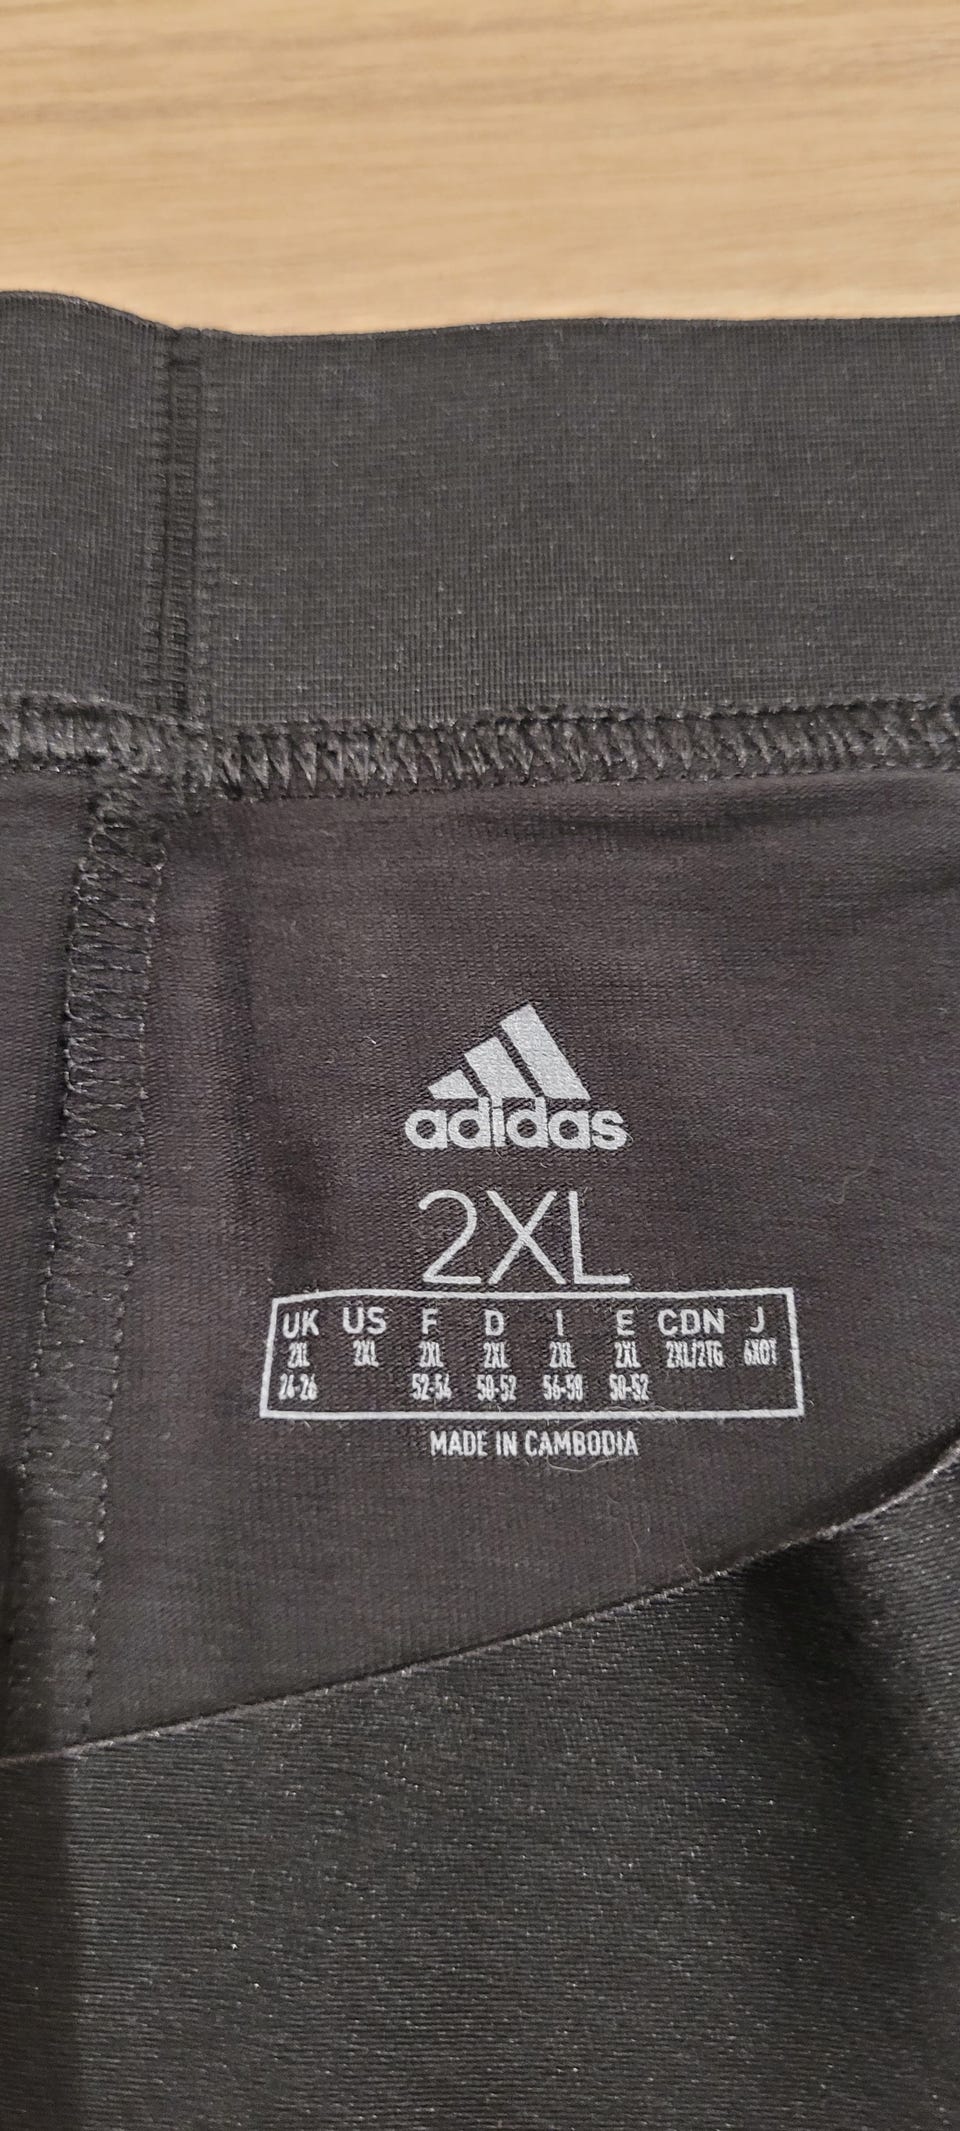 adidas
2XL
UK US F D I E CDN J
2XL 2XL 2XL 2XL 2XL 2XL 2XL/2TG 6XOT
24-26 52-54 50-52 56-58 50-52
MADE IN CAMBODIA